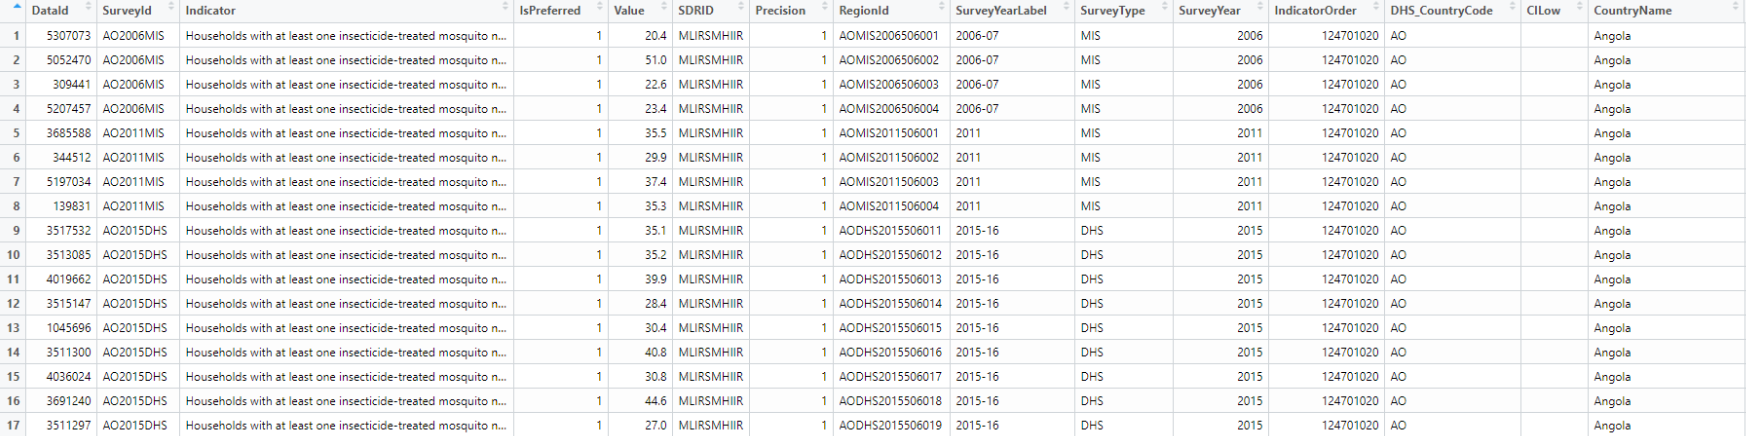 DataId SurveyId Indicator IsPreferred Value SDRID Precision RegionId SurveyYearLabel SurveyType SurveyYear IndicatorOrder DHS_CountryCode CILow CountryName
1 5307073 AO2006MIS Households with at least one insecticide-treated mosquito n... 1 20.4 MLIRSMHIIR 1 AOMIS2006506001 2006-07 MIS 2006 124701020 AO Angola
2 5052470 AO2006MIS Households with at least one insecticide-treated mosquito n... 1 51.0 MLIRSMHIIR 1 AOMIS2006506002 2006-07 MIS 2006 124701020 AO Angola
3 309441 AO2006MIS Households with at least one insecticide-treated mosquito n... 1 22.6 MLIRSMHIIR 1 AOMIS2006506003 2006-07 MIS 2006 124701020 AO Angola
4 5207457 AO2006MIS Households with at least one insecticide-treated mosquito n... 1 23.4 MLIRSMHIIR 1 AOMIS2006506004 2006-07 MIS 2006 124701020 AO Angola
5 3685588 AO2011MIS Households with at least one insecticide-treated mosquito n... 1 35.5 MLIRSMHIIR 1 AOMIS2011506001 2011 MIS 2011 124701020 AO Angola
6 344512 AO2011MIS Households with at least one insecticide-treated mosquito n... 1 29.9 MLIRSMHIIR 1 AOMIS2011506002 2011 MIS 2011 124701020 AO Angola
7 5197034 AO2011MIS Households with at least one insecticide-treated mosquito n... 1 37.4 MLIRSMHIIR 1 AOMIS2011506003 2011 MIS 2011 124701020 AO Angola
8 139831 AO2011MIS Households with at least one insecticide-treated mosquito n... 1 35.3 MLIRSMHIIR 1 AOMIS2011506004 2011 MIS 2011 124701020 AO Angola
9 3517532 AO2015DHS Households with at least one insecticide-treated mosquito n... 1 35.1 MLIRSMHIIR 1 AODHS2015506011 2015-16 DHS 2015 124701020 AO Angola
10 3513085 AO2015DHS Households with at least one insecticide-treated mosquito n... 1 35.2 MLIRSMHIIR 1 AODHS2015506012 2015-16 DHS 2015 124701020 AO Angola
11 4019662 AO2015DHS Households with at least one insecticide-treated mosquito n... 1 39.9 MLIRSMHIIR 1 AODHS2015506013 2015-16 DHS 2015 124701020 AO Angola
12 3515147 AO2015DHS Households with at least one insecticide-treated mosquito n... 1 28.4 MLIRSMHIIR 1 AODHS2015506014 2015-16 DHS 2015 124701020 AO Angola
13 1045696 AO2015DHS Households with at least one insecticide-treated mosquito n... 1 30.4 MLIRSMHIIR 1 AODHS2015506015 2015-16 DHS 2015 124701020 AO Angola
14 3511300 AO2015DHS Households with at least one insecticide-treated mosquito n... 1 40.8 MLIRSMHIIR 1 AODHS2015506016 2015-16 DHS 2015 124701020 AO Angola
15 4036024 AO2015DHS Households with at least one insecticide-treated mosquito n... 1 30.8 MLIRSMHIIR 1 AODHS2015506017 2015-16 DHS 2015 124701020 AO Angola
16 3691240 AO2015DHS Households with at least one insecticide-treated mosquito n... 1 44.6 MLIRSMHIIR 1 AODHS2015506018 2015-16 DHS 2015 124701020 AO Angola
17 3511297 AO2015DHS Households with at least one insecticide-treated mosquito n... 1 27.0 MLIRSMHIIR 1 AODHS2015506019 2015-16 DHS 2015 124701020 AO Angola